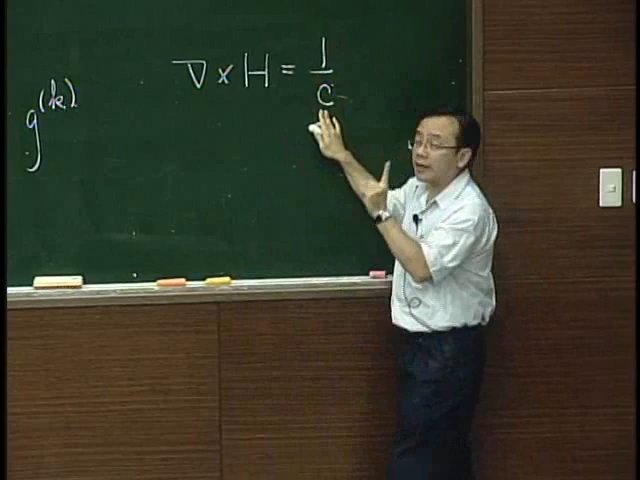 g^(k)
∇ × H = 1/c